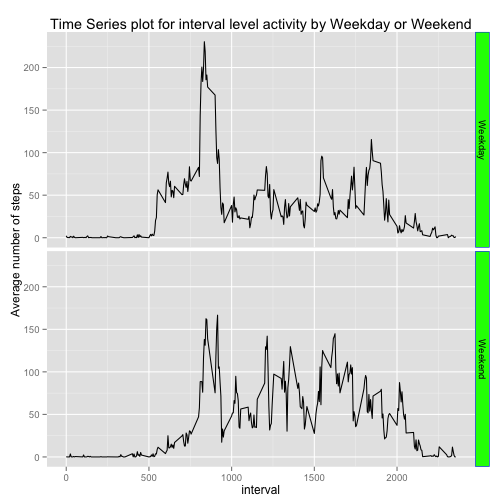 Time Series plot for interval level activity by Weekday or Weekend
Average number of steps
200
150
100
50
0
Weekday
200
150
100
50
0
Weekend
0 500 1000 1500 2000
interval